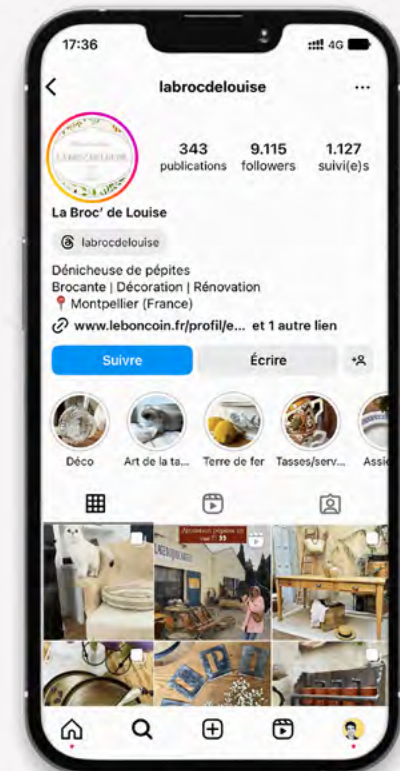 17:36
4G
labrocdelouise
343 9.115 1.127
publications followers suivi(e)s
La Broc' de Louise
labrocdelouise
Dénicheuse de pépites
Brocante | Décoration | Rénovation
Montpellier (France)
www.leboncoin.fr/profil/e... et 1 autre lien
Suivre Écrire
Déco Art de la ta... Terre de fer Tasses/serv... Assie